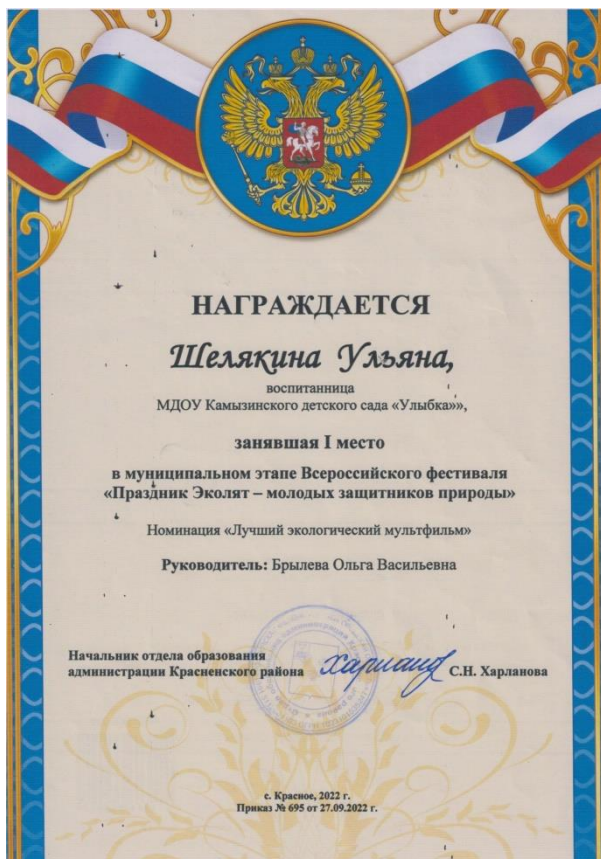 НАГРАЖДАЕТСЯ
Шелякина Ульяна,
воспитанница
МДОУ Камызинского детского сада «Улыбка»»,
занявшая I место
в муниципальном этапе Всероссийского фестиваля
«Праздник Эколят – молодых защитников природы»
Номинация «Лучший экологический мультфильм»
Руководитель: Брылева Ольга Васильевна
Начальник отдела образования
администрации Красненского района С.Н. Харланова
с. Красное, 2022 г.
Приказ № 695 от 27.09.2022 г.